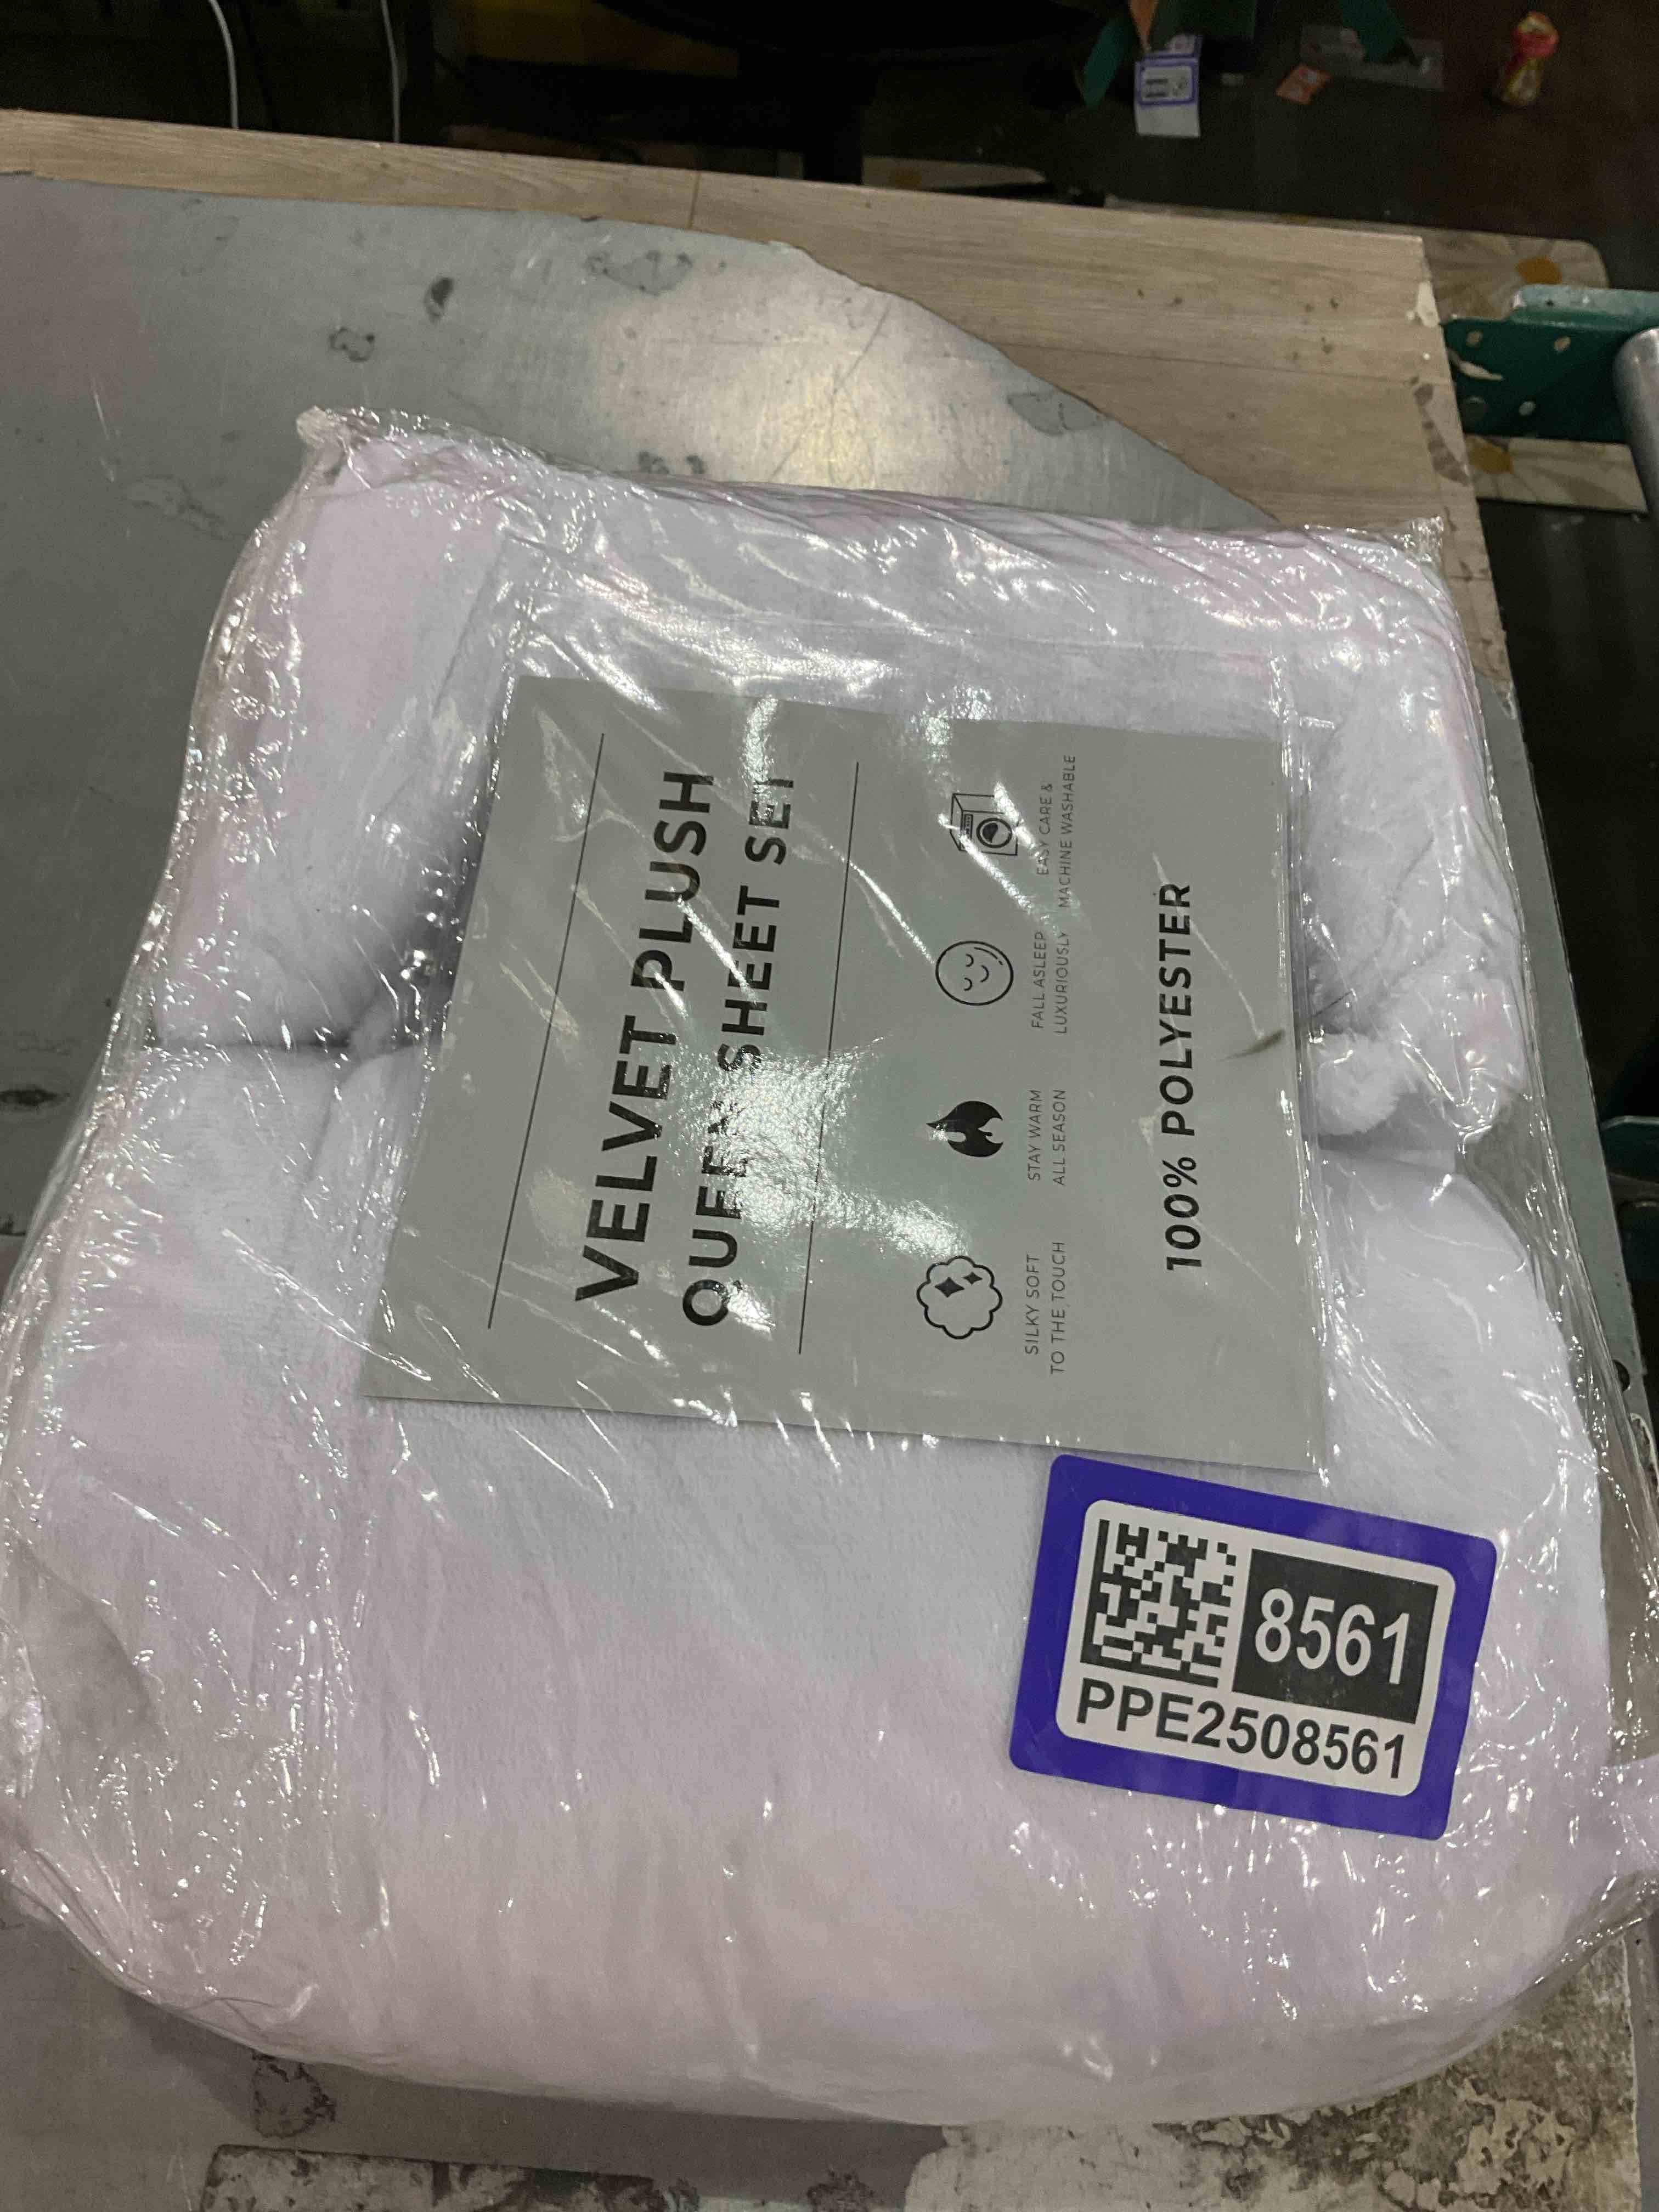 VELVET PLUSH
QUEEN SHEET SET
SILKY SOFT
TO THE TOUCH
STAY WARM
ALL SEASON
FALL ASLEEP
LUXURIOUSLY
EASY CARE &
MACHINE WASHABLE
100% POLYESTER
8561
PPE2508561